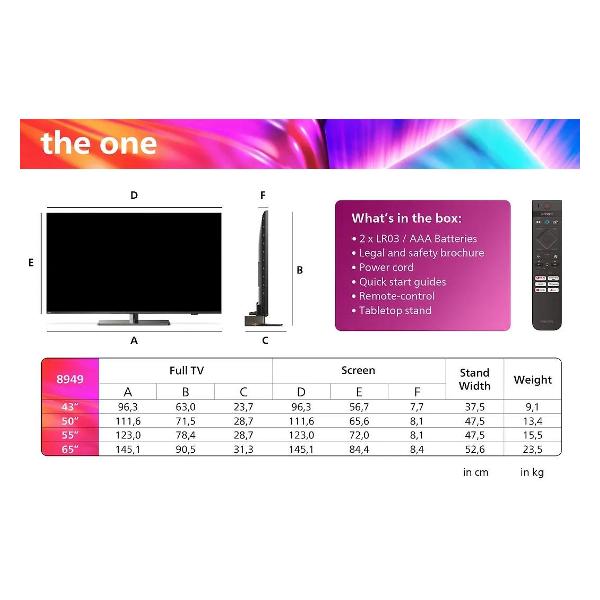 the one
D
F
E
B
A
C
What's in the box:
• 2 x LR03 / AAA Batteries
• Legal and safety brochure
• Power cord
• Quick start guides
• Remote-control
• Tabletop stand
8949 Full TV Screen Stand Width Weight
A B C D E F
43“ 96,3 63,0 23,7 96,3 56,7 7,7 37,5 9,1
50“ 111,6 71,5 28,7 111,6 65,6 8,1 47,5 13,4
55“ 123,0 78,4 28,7 123,0 72,0 8,1 47,5 15,5
65“ 145,1 90,5 31,3 145,1 84,4 8,4 52,6 23,5
in cm in kg